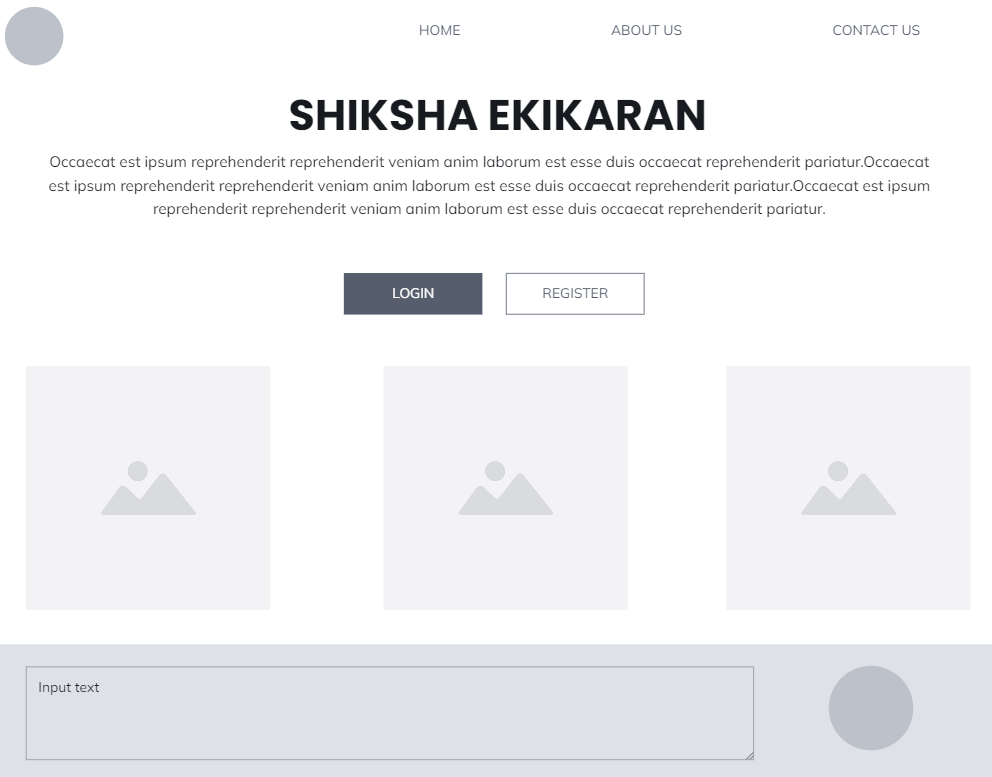 HOME ABOUT US CONTACT US
SHIKSHA EKIKARAN
Occaecat est ipsum reprehenderit reprehenderit veniam anim laborum est esse duis occaecat reprehenderit pariatur.Occaecat
est ipsum reprehenderit reprehenderit veniam anim laborum est esse duis occaecat reprehenderit pariatur.Occaecat est ipsum
reprehenderit reprehenderit veniam anim laborum est esse duis occaecat reprehenderit pariatur.
LOGIN REGISTER
Input text